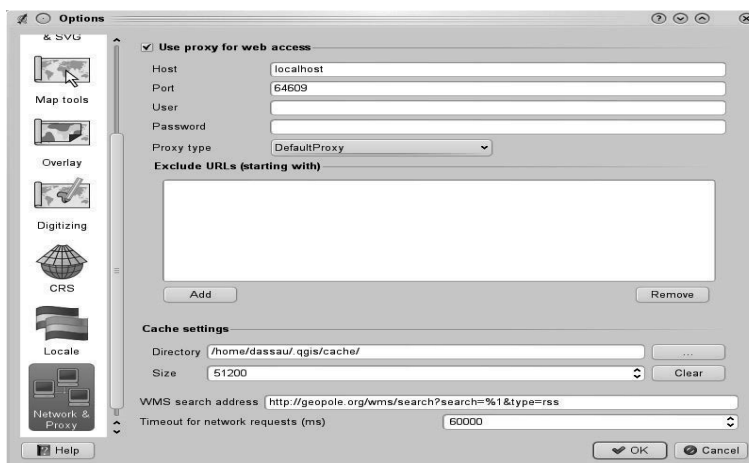 Options
& SVG
Map tools
Overlay
Digitizing
CRS
Locale
Network &
Proxy
Help
Use proxy for web access
Host localhost
Port 64609
User
Password
Proxy type DefaultProxy
Exclude URLs (starting with)
Add Remove
Cache settings
Directory /home/dassau/.qgis/cache/ ...
Size 51200 Clear
WMS search address http://geopole.org/wms/search?search=%1&type=rss
Timeout for network requests (ms) 60000
OK Cancel